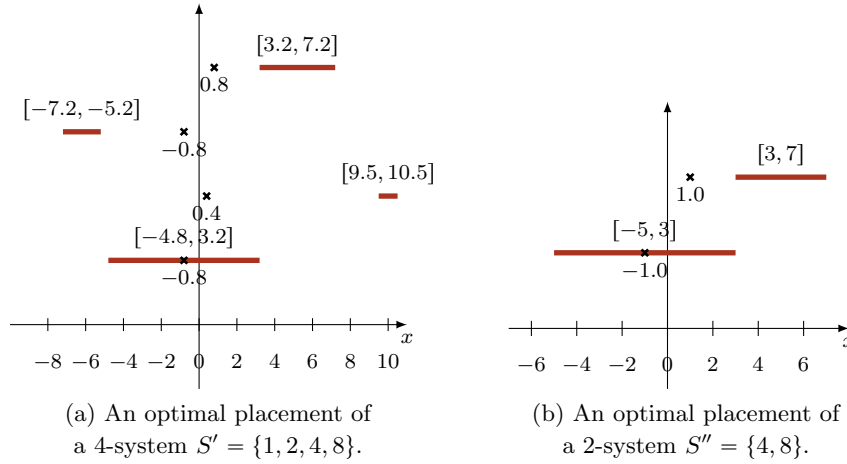 [3.2, 7.2]
0.8
[−7.2, −5.2]
−0.8
[9.5, 10.5]
0.4
[−4.8, 3.2]
−0.8
−8 −6 −4 −2 0 2 4 6 8 10
x
(a) An optimal placement of
a 4-system S′ = {1, 2, 4, 8}.
[3, 7]
1.0
[−5, 3]
−1.0
−6 −4 −2 0 2 4 6
x
(b) An optimal placement of
a 2-system S′′ = {4, 8}.